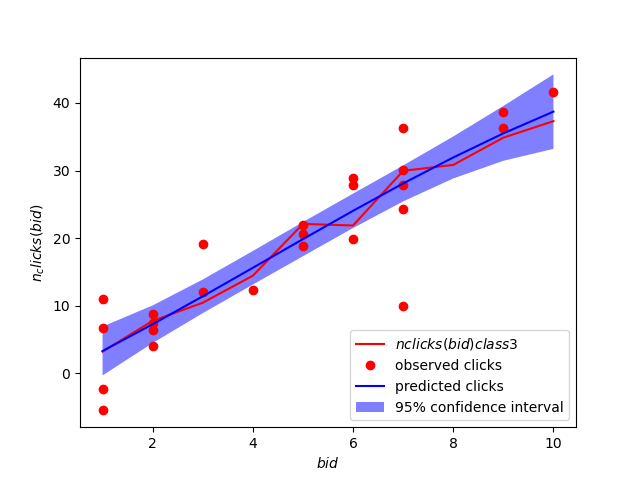 40
30
20
10
0
n_clicks(bid)
nclicks(bid)class3
observed clicks
predicted clicks
95% confidence interval
2 4 6 8 10
bid